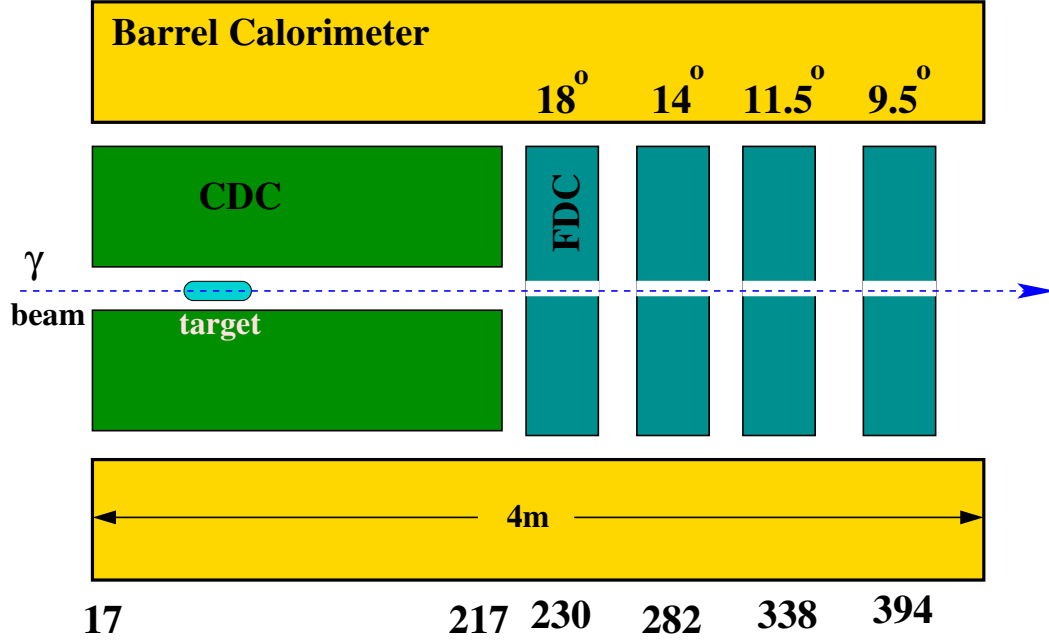 Barrel Calorimeter
18° 14° 11.5° 9.5°
CDC
FDC
γ
beam
target
4m
17 217 230 282 338 394